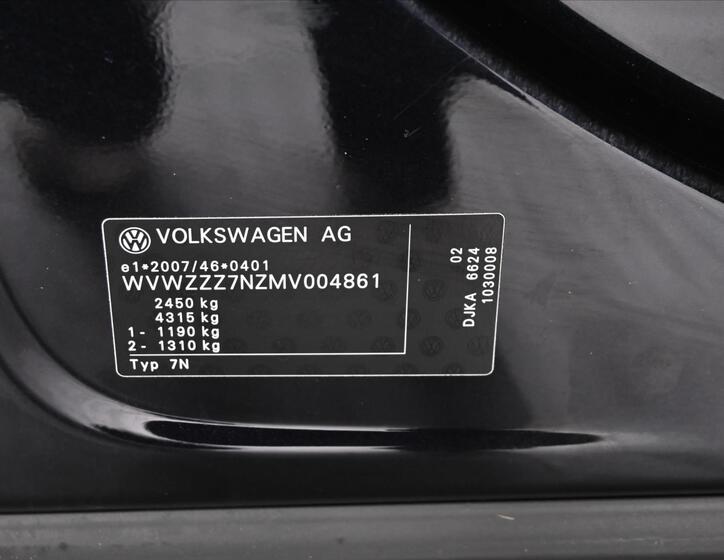 VOLKSWAGEN AG
e1*2007/46*0401
WVWZZZ7NZMV004861
2450 kg
4315 kg
1- 1190 kg
2- 1310 kg
Typ 7N
02
DJKA 6624
1030008